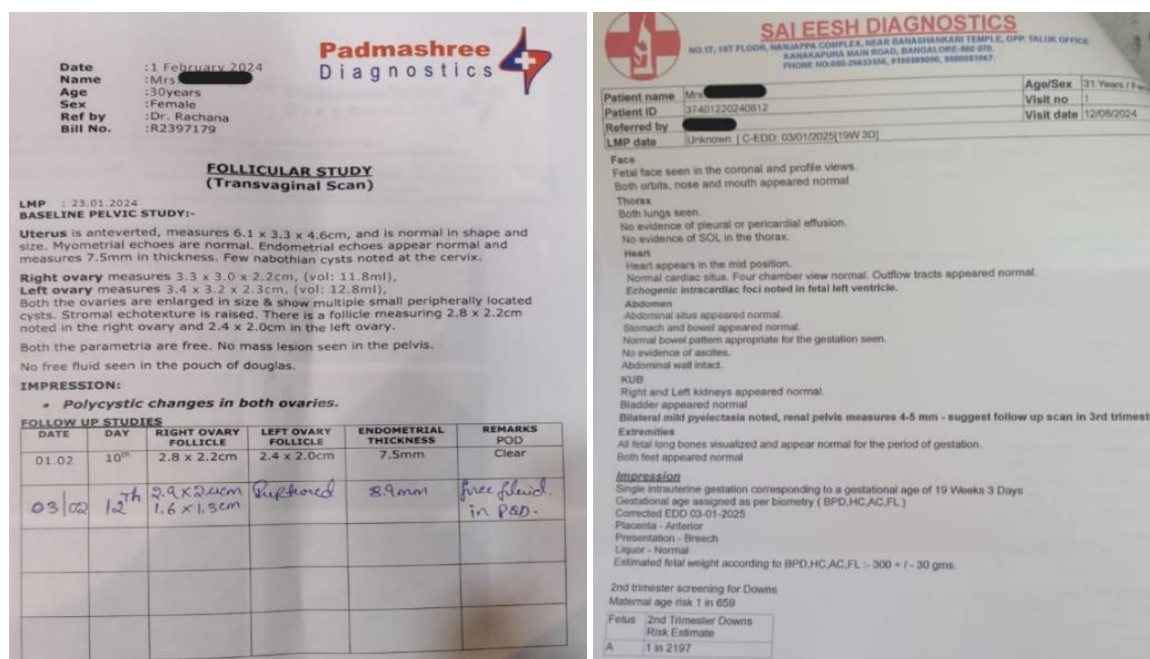 Padmashree
Diagnostics
Date :1 February 2024
Name :Mrs
Age :30years
Sex :Female
Ref by :Dr. Rachana
Bill No. :R2397179
FOLLICULAR STUDY
(Transvaginal Scan)
LMP : 23.01.2024
BASELINE PELVIC STUDY:-
Uterus is anteverted, measures 6.1 x 3.3 x 4.6cm, and is normal in shape and
size. Myometrial echoes are normal. Endometrial echoes appear normal and
measures 7.5mm in thickness. Few nabothian cysts noted at the cervix.
Right ovary measures 3.3 x 3.0 x 2.2cm, (vol: 11.8ml),
Left ovary measures 3.4 x 3.2 x 2.3cm, (vol: 12.8ml),
Both the ovaries are enlarged in size & show multiple small peripherally located
cysts. Stromal echotexture is raised. There is a follicle measuring 2.8 x 2.2cm
noted in the right ovary and 2.4 x 2.0cm in the left ovary.
Both the parametria are free. No mass lesion seen in the pelvis.
No free fluid seen in the pouch of douglas.
IMPRESSION:
• Polycystic changes in both ovaries.
FOLLOW UP STUDIES
DATE DAY RIGHT OVARY FOLLICLE LEFT OVARY FOLLICLE ENDOMETRIAL THICKNESS REMARKS POD
01.02 10th 2.8 x 2.2cm 2.4 x 2.0cm 7.5mm Clear
03/02 12th 2.9 x 2.4cm Ruptured 8.9mm free fluid
1.6 x 1.3cm in POD.
SAI EESH DIAGNOSTICS
NO.17, 1ST FLOOR, NANJAPPA COMPLEX, NEAR BANASHANKARI TEMPLE, OPP. TALUK OFFICE
KANAKAPURA MAIN ROAD, BANGALORE-560 070.
PHONE NO:080-26633556,
Patient name Mrs Age/Sex 31 Years /
Patient ID 37401220240812 Visit no 1
Referred by Visit date 12/08/2024
LMP date Unknown [ C-EDD: 03/01/2025[19W 3D]
Face
Fetal face seen in the coronal and profile views.
Both orbits, nose and mouth appeared normal
Thorax
Both lungs seen.
No evidence of pleural or pericardial effusion.
No evidence of SOL in the thorax.
Heart
Heart appears in the mid position.
Normal cardiac situs. Four chamber view normal. Outflow tracts appeared normal.
Echogenic intracardiac foci noted in fetal left ventricle.
Abdomen
Abdominal situs appeared normal.
Stomach and bowel appeared normal.
Normal bowel pattern appropriate for the gestation seen.
No evidence of ascites.
Abdominal wall intact.
KUB
Right and Left kidneys appeared normal.
Bladder appeared normal
Bilateral mild pyelectasia noted, renal pelvis measures 4-5 mm - suggest follow up scan in 3rd trimest
Extremities
All fetal long bones visualized and appear normal for the period of gestation.
Both feet appeared normal
Impression
Single intrauterine gestation corresponding to a gestational age of 19 Weeks 3 Days
Gestational age assigned as per biometry ( BPD,HC,AC,FL )
Corrected EDD 03-01-2025
Placenta - Anterior
Presentation - Breech
Liquor - Normal
Estimated fetal weight according to BPD,HC,AC,FL :- 300 + / - 30 gms.
2nd trimester screening for Downs
Maternal age risk 1 in 659
Fetus 2nd Trimester Downs
Risk Estimate
A 1 in 2197